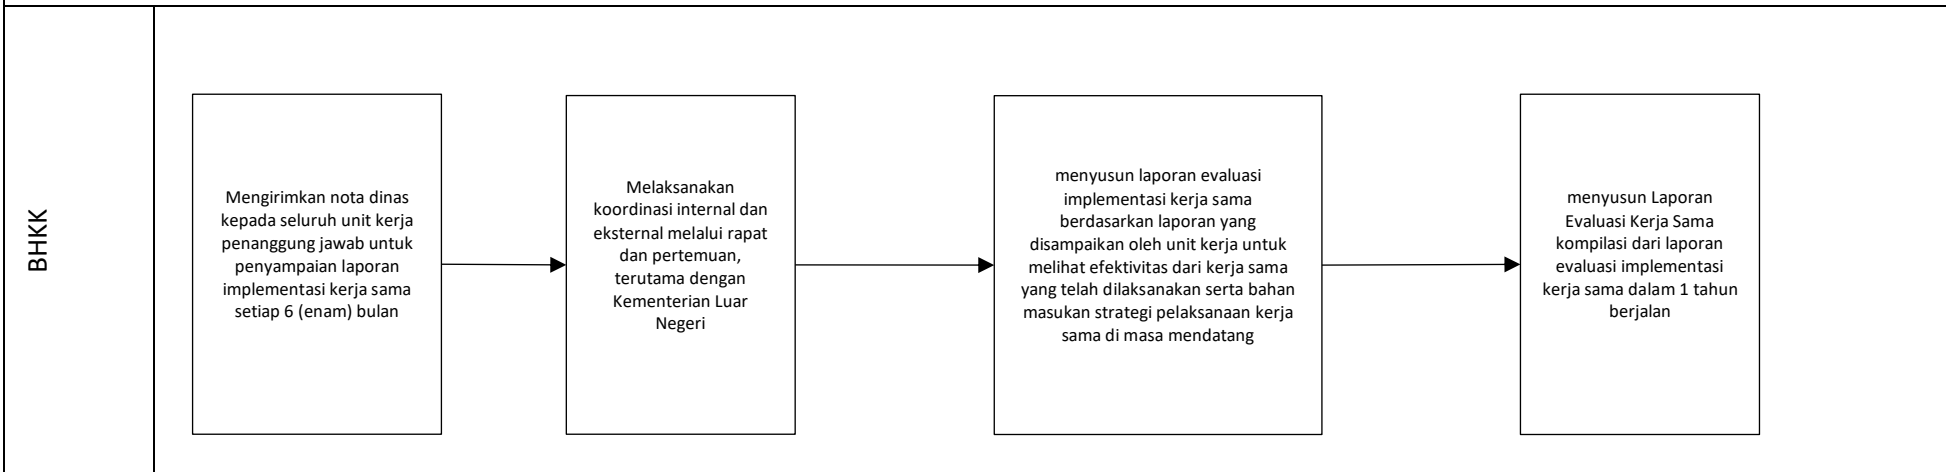 BHKK
Mengirimkan nota dinas
kepada seluruh unit kerja
penanggung jawab untuk
penyampaian laporan
implementasi kerja sama
setiap 6 (enam) bulan
Melaksanakan
koordinasi internal dan
eksternal melalui rapat
dan pertemuan,
terutama dengan
Kementerian Luar
Negeri
menyusun laporan evaluasi
implementasi kerja sama
berdasarkan laporan yang
disampaikan oleh unit kerja untuk
melihat efektivitas dari kerja sama
yang telah dilaksanakan serta bahan
masukan strategi pelaksanaan kerja
sama di masa mendatang
menyusun Laporan
Evaluasi Kerja Sama
kompilasi dari laporan
evaluasi implementasi
kerja sama dalam 1 tahun
berjalan